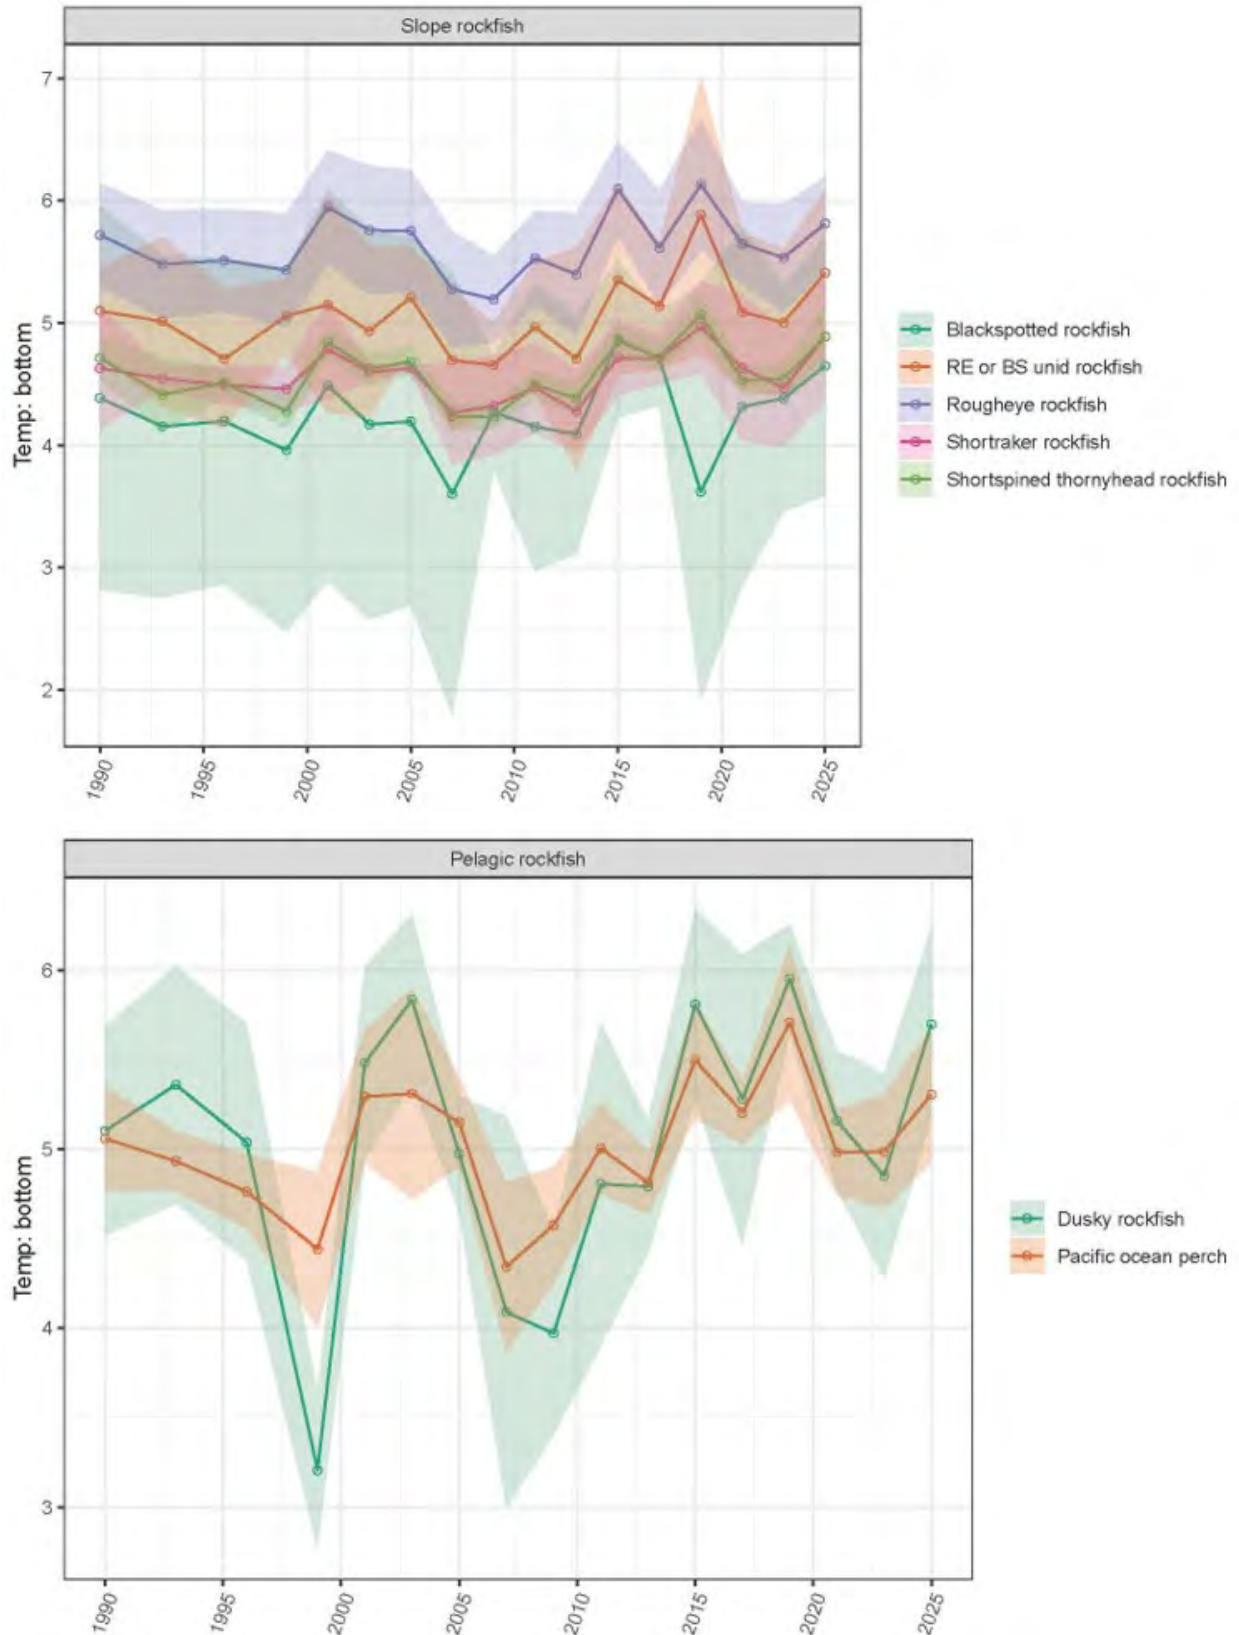 Slope rockfish
Temp: bottom
7
6
5
4
3
2
1990
1995
2000
2005
2010
2015
2020
2025
Blackspotted rockfish
RE or BS unid rockfish
Rougheye rockfish
Shortraker rockfish
Shortspined thornyhead rockfish
Pelagic rockfish
Temp: bottom
6
5
4
3
1990
1995
2000
2005
2010
2015
2020
2025
Dusky rockfish
Pacific ocean perch